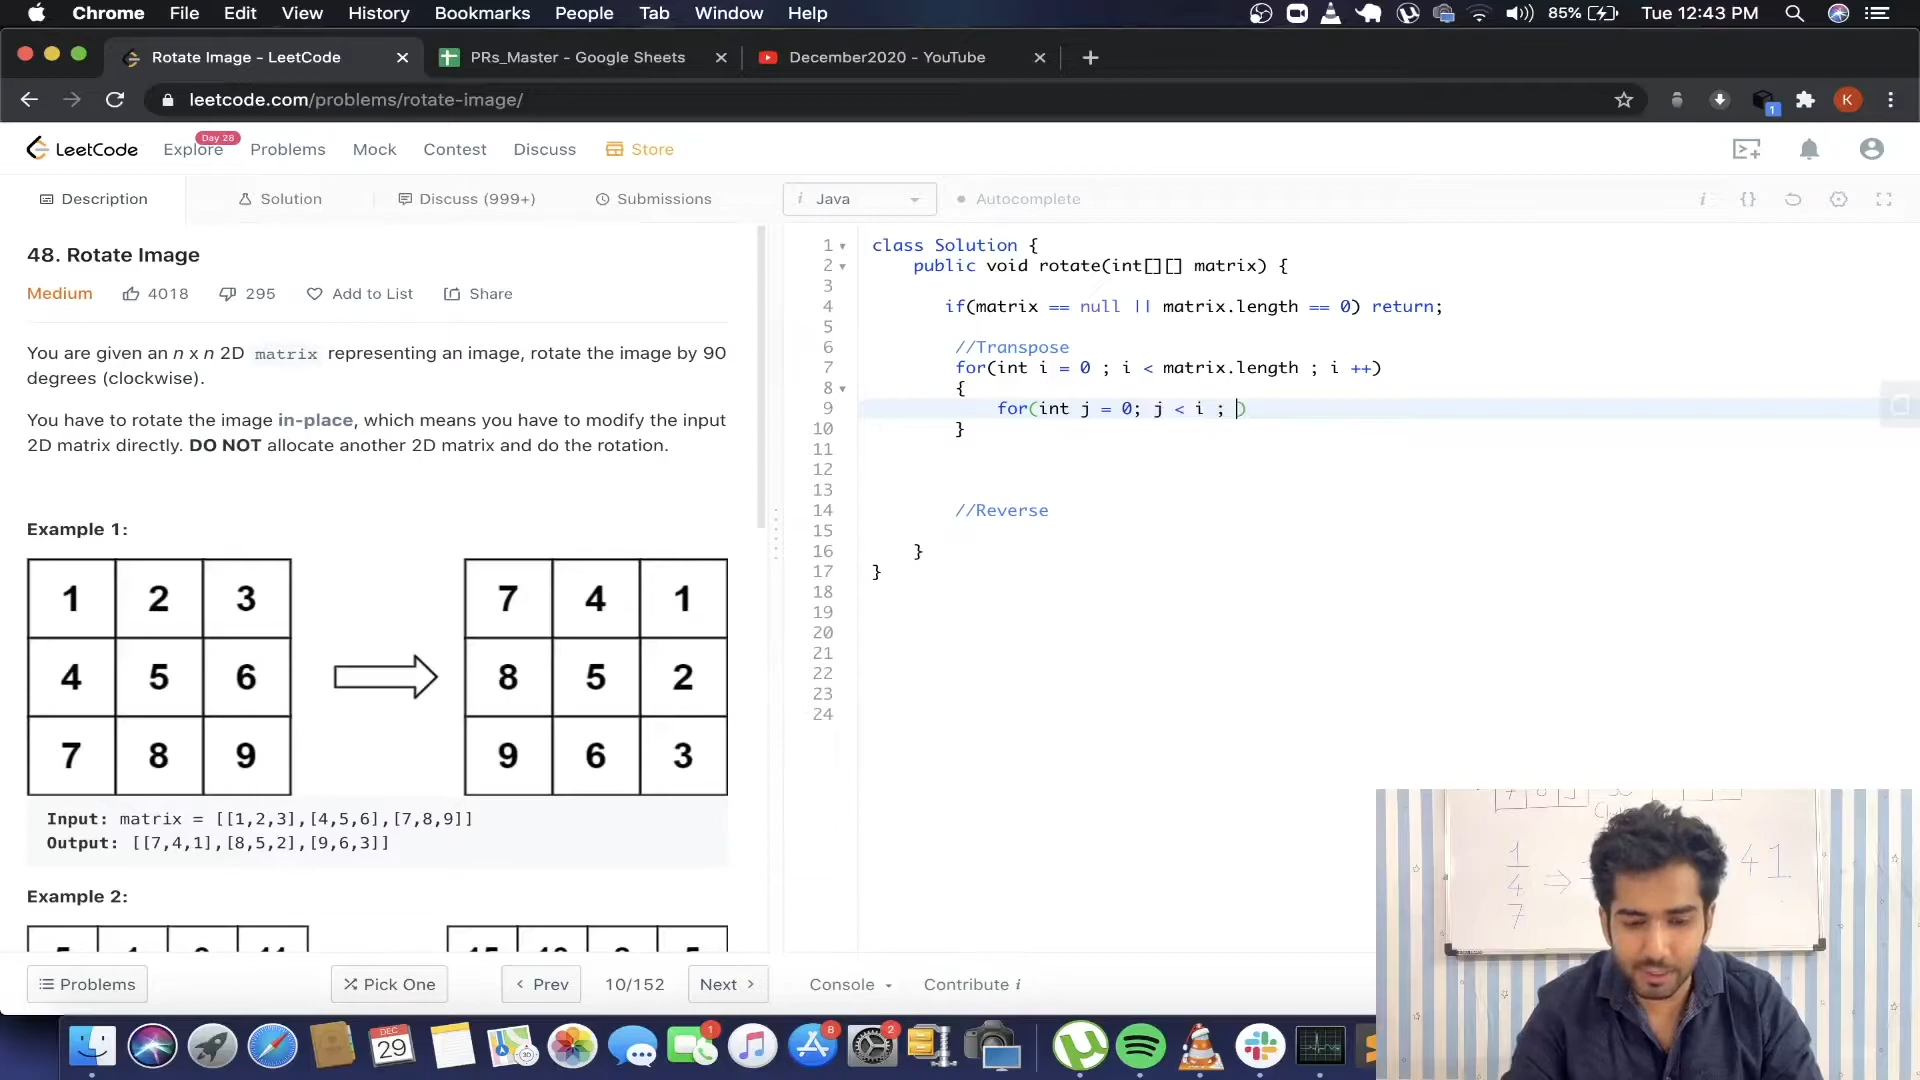 Chrome File Edit View History Bookmarks People Tab Window Help 85% Tue 12:43 PM
Rotate Image - LeetCode PRs_Master - Google Sheets December2020 - YouTube
leetcode.com/problems/rotate-image/ 1 K
LeetCode Explore Day 28 Problems Mock Contest Discuss Store
Description Solution Discuss (999+) Submissions
i Java Autocomplete i {}
48. Rotate Image
Medium 4018 295 Add to List Share
You are given an n x n 2D matrix representing an image, rotate the image by 90
degrees (clockwise).
You have to rotate the image in-place, which means you have to modify the input
2D matrix directly. DO NOT allocate another 2D matrix and do the rotation.
Example 1:
1 2 3 7 4 1
4 5 6 8 5 2
7 8 9 9 6 3
Input: matrix = [[1,2,3],[4,5,6],[7,8,9]]
Output: [[7,4,1],[8,5,2],[9,6,3]]
Example 2:
1 class Solution {
2 public void rotate(int[][] matrix) {
3
4 if(matrix == null || matrix.length == 0) return;
5
6 //Transpose
7 for(int i = 0 ; i < matrix.length ; i ++)
8 {
9 for(int j = 0; j < i ; )
10 }
11
12
13
14 //Reverse
15
16 }
17 }
18
19
20
21
22
23
24
Problems Pick One Prev 10/152 Next Console Contribute i
1
4 41
7
DEC 29 3D 1 8 2